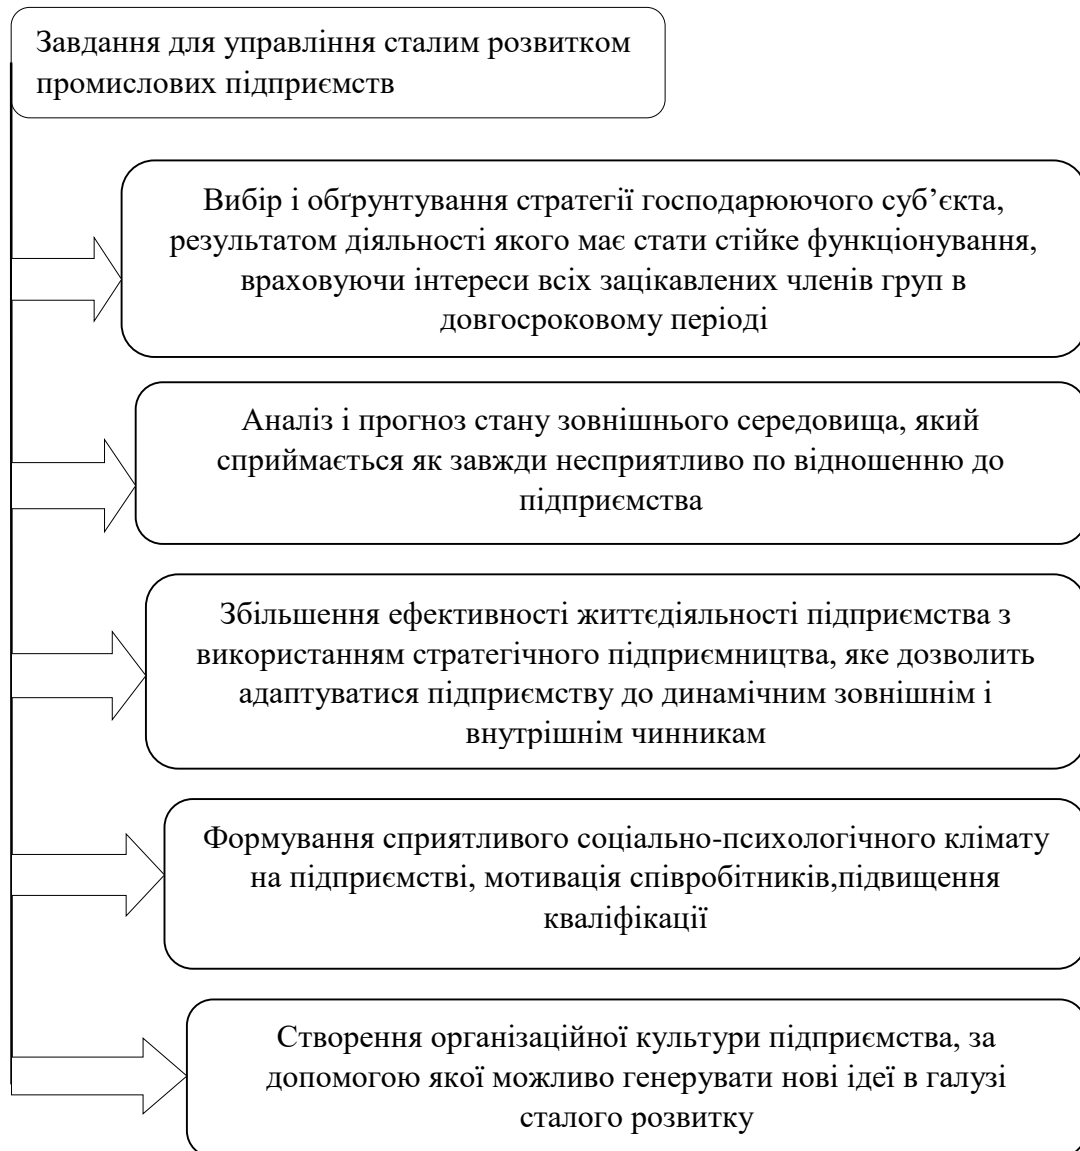 Завдання для управління сталим розвитком
промислових підприємств
Вибір і обґрунтування стратегії господарюючого суб’єкта,
результатом діяльності якого має стати стійке функціонування,
враховуючи інтереси всіх зацікавлених членів груп в
довгосроковому періоді
Аналіз і прогноз стану зовнішнього середовища, який
сприймається як завжди несприятливо по відношенню до
підприємства
Збільшення ефективності життєдіяльності підприємства з
використанням стратегічного підприємництва, яке дозволить
адаптуватися підприємству до динамічним зовнішнім і
внутрішнім чинникам
Формування сприятливого соціально-психологічного клімату
на підприємстві, мотивація співробітників,підвищення
кваліфікації
Створення організаційної культури підприємства, за
допомогою якої можливо генерувати нові ідеї в галузі
сталого розвитку